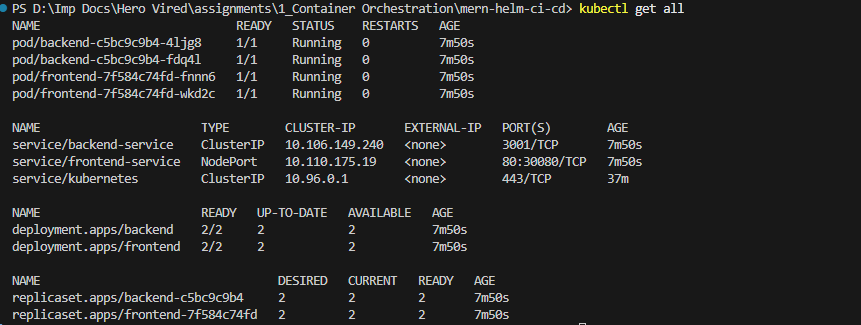 PS D:\Imp Docs\Hero Vired\assignments\1_Container Orchestration\mern-helm-ci-cd> kubectl get all
NAME READY STATUS RESTARTS AGE
pod/backend-c5bc9c9b4-4ljg8 1/1 Running 0 7m50s
pod/backend-c5bc9c9b4-fdq4l 1/1 Running 0 7m50s
pod/frontend-7f584c74fd-fnnn6 1/1 Running 0 7m50s
pod/frontend-7f584c74fd-wkd2c 1/1 Running 0 7m50s
NAME TYPE CLUSTER-IP EXTERNAL-IP PORT(S) AGE
service/backend-service ClusterIP 10.106.149.240 <none> 3001/TCP 7m50s
service/frontend-service NodePort 10.110.175.19 <none> 80:30080/TCP 7m50s
service/kubernetes ClusterIP 10.96.0.1 <none> 443/TCP 37m
NAME READY UP-TO-DATE AVAILABLE AGE
deployment.apps/backend 2/2 2 2 7m50s
deployment.apps/frontend 2/2 2 2 7m50s
NAME DESIRED CURRENT READY AGE
replicaset.apps/backend-c5bc9c9b4 2 2 2 7m50s
replicaset.apps/frontend-7f584c74fd 2 2 2 7m50s